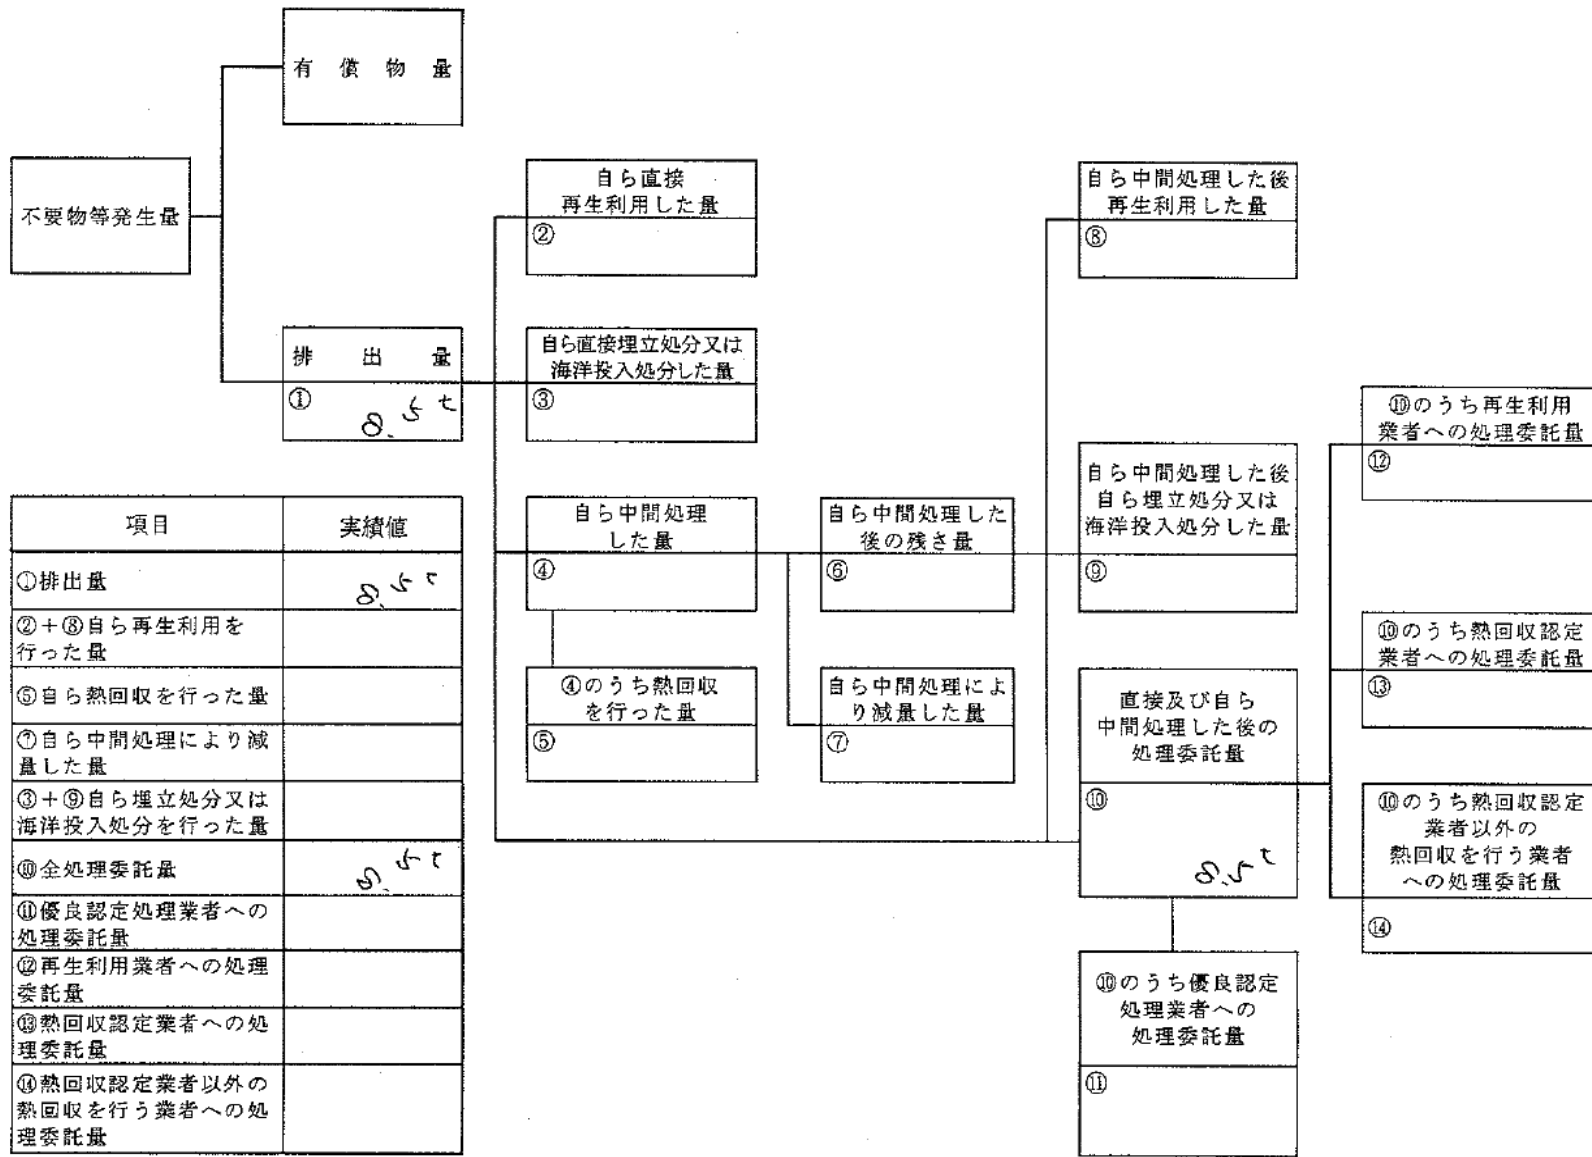 有償物量
不要物等発生量
排出量
① 8.5t
自ら直接
再生利用した量
②
自ら直接埋立処分又は
海洋投入処分した量
③
自ら中間処理
した量
④
④のうち熱回収
を行った量
⑤
自ら中間処理した
後の残さ量
⑥
自ら中間処理によ
り減量した量
⑦
自ら中間処理した後
再生利用した量
⑧
自ら中間処理した後
自ら埋立処分又は
海洋投入処分した量
⑨
直接及び自ら
中間処理した後の
処理委託量
⑩
8.5t
⑩のうち優良認定
処理業者への
処理委託量
⑪
⑩のうち再生利用
業者への処理委託量
⑫
⑩のうち熱回収認定
業者への処理委託量
⑬
⑩のうち熱回収認定
業者以外の
熱回収を行う業者
への処理委託量
⑭
項目 実績値
①排出量 8.5t
②+⑧自ら再生利用を
行った量
⑤自ら熱回収を行った量
⑦自ら中間処理により減
量した量
③+⑨自ら埋立処分又は
海洋投入処分を行った量
⑩全処理委託量 8.5t
⑪優良認定処理業者への
処理委託量
⑫再生利用業者への処理
委託量
⑬熱回収認定業者への処
理委託量
⑭熱回収認定業者以外の
熱回収を行う業者への処
理委託量